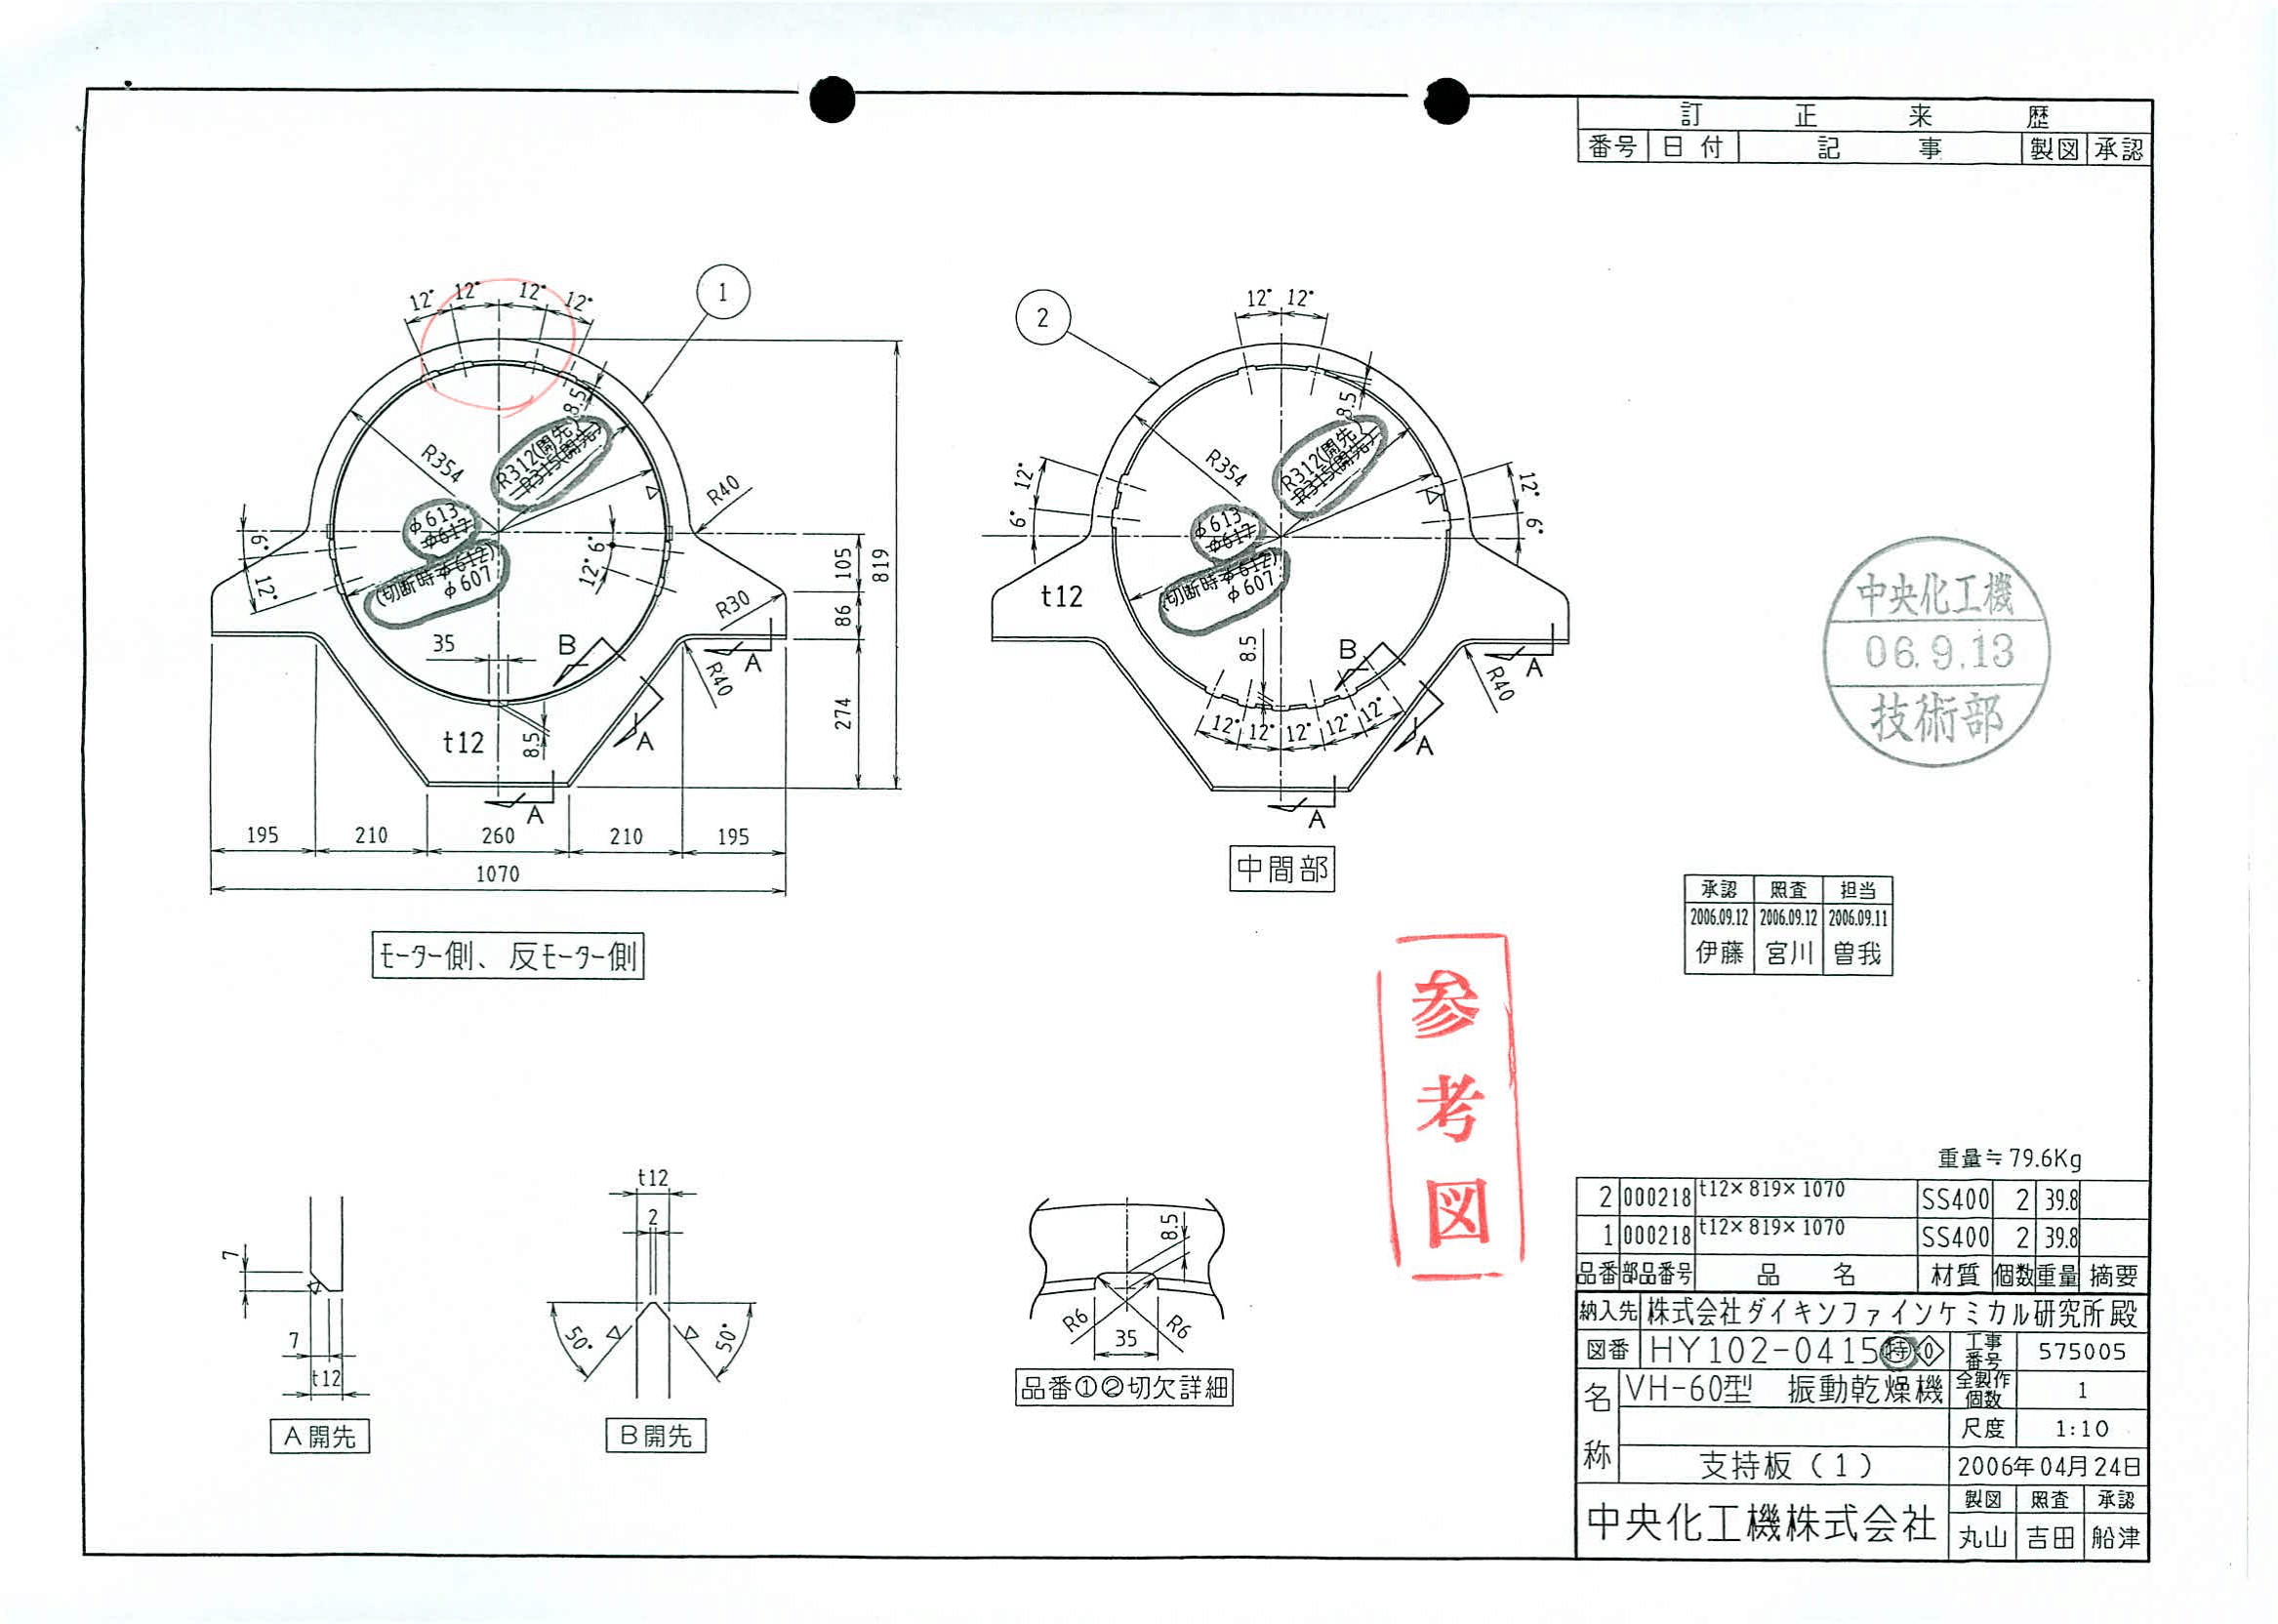 訂正来歴
番号 日付 記事 製図 承認
12° 12° 12° 12°
1
8.5
R312(開先)
R315(開先)
R354
φ613
φ617
(切断時φ612)
φ607
R40
6°
12°
6°
12°
105
819
R30
86
35
B
A
R40
274
A
t12
8.5
A
195 210 260 210 195
1070
モーター側、反モーター側
12° 12°
2
8.5
R312(開先)
R315(開先)
R354
φ613
φ617
(切断時φ612)
φ607
12°
6°
12°
6°
t12
8.5
B
A
R40
12° 12° 12° 12° 12°
A
A
中間部
中央化工機
06.9.13
技術部
承認 照査 担当
2006.09.12 2006.09.12 2006.09.11
伊藤 宮川 曽我
参考図
7
7
t12
A開先
t12
2
50° 50°
B開先
8.5
R6 R6
35
品番①②切欠詳細
重量≒79.6Kg
2 000218 t12×819×1070 SS400 2 39.8
1 000218 t12×819×1070 SS400 2 39.8
品番 部品番号 品名 材質 個数 重量 摘要
納入先 株式会社ダイキンファインケミカル研究所殿
図番 HY102-0415 特 0 工事番号 575005
名称 VH-60型 振動乾燥機 全製作個数 1
尺度 1:10
支持板(1) 2006年04月24日
製図 照査 承認
中央化工機株式会社 丸山 吉田 船津